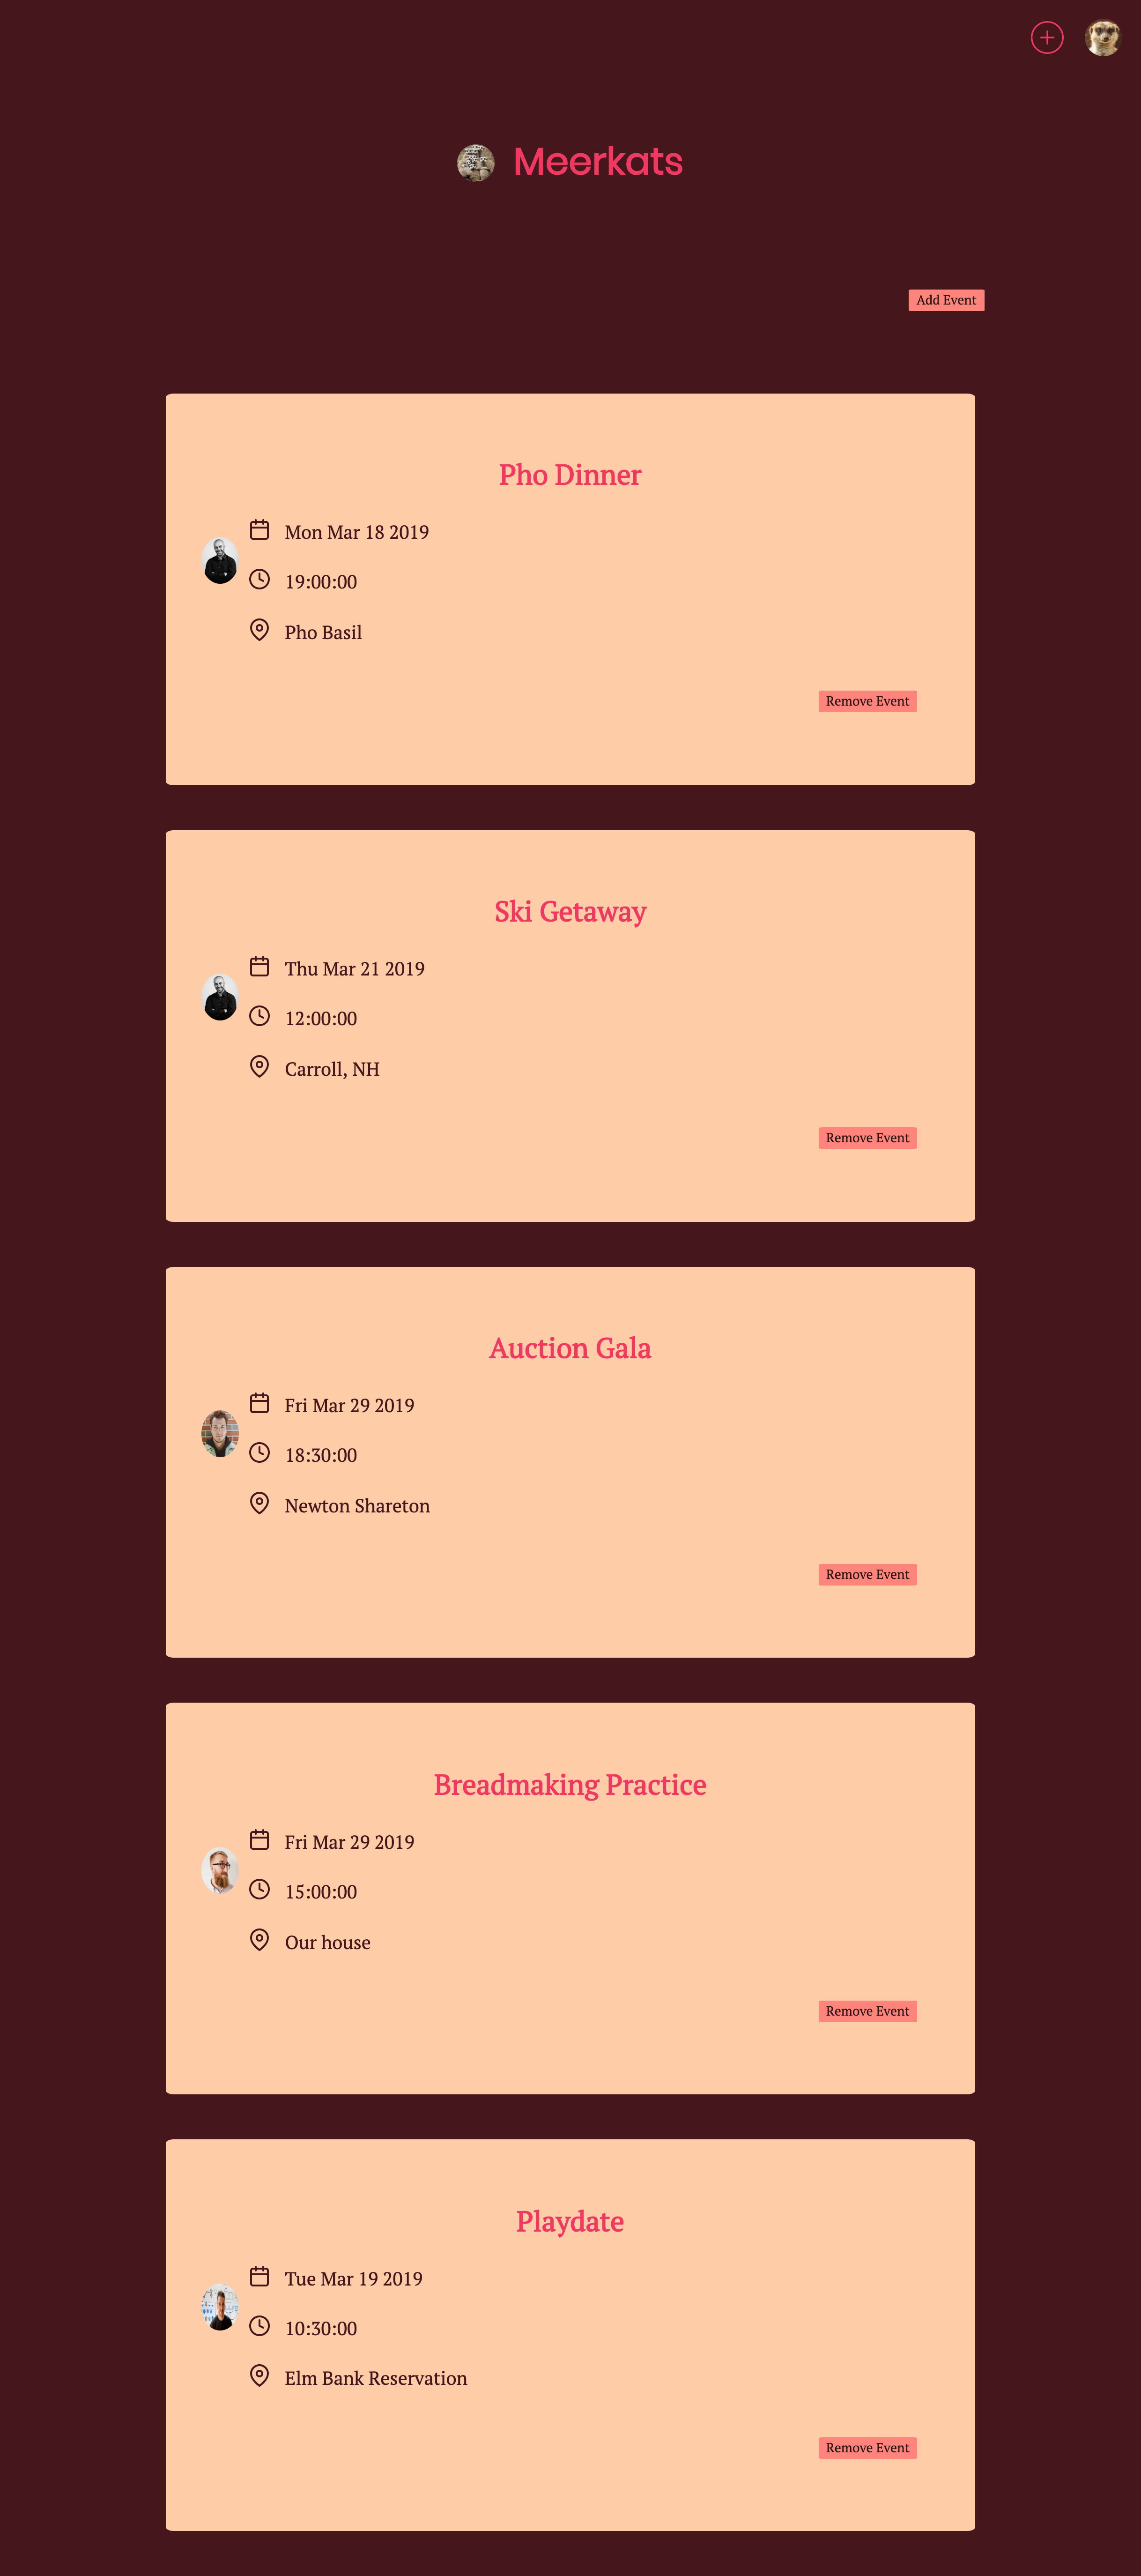 Meerkats
Add Event
Pho Dinner
Mon Mar 18 2019
19:00:00
Pho Basil
Remove Event
Ski Getaway
Thu Mar 21 2019
12:00:00
Carroll, NH
Remove Event
Auction Gala
Fri Mar 29 2019
18:30:00
Newton Shareton
Remove Event
Breadmaking Practice
Fri Mar 29 2019
15:00:00
Our house
Remove Event
Playdate
Tue Mar 19 2019
10:30:00
Elm Bank Reservation
Remove Event